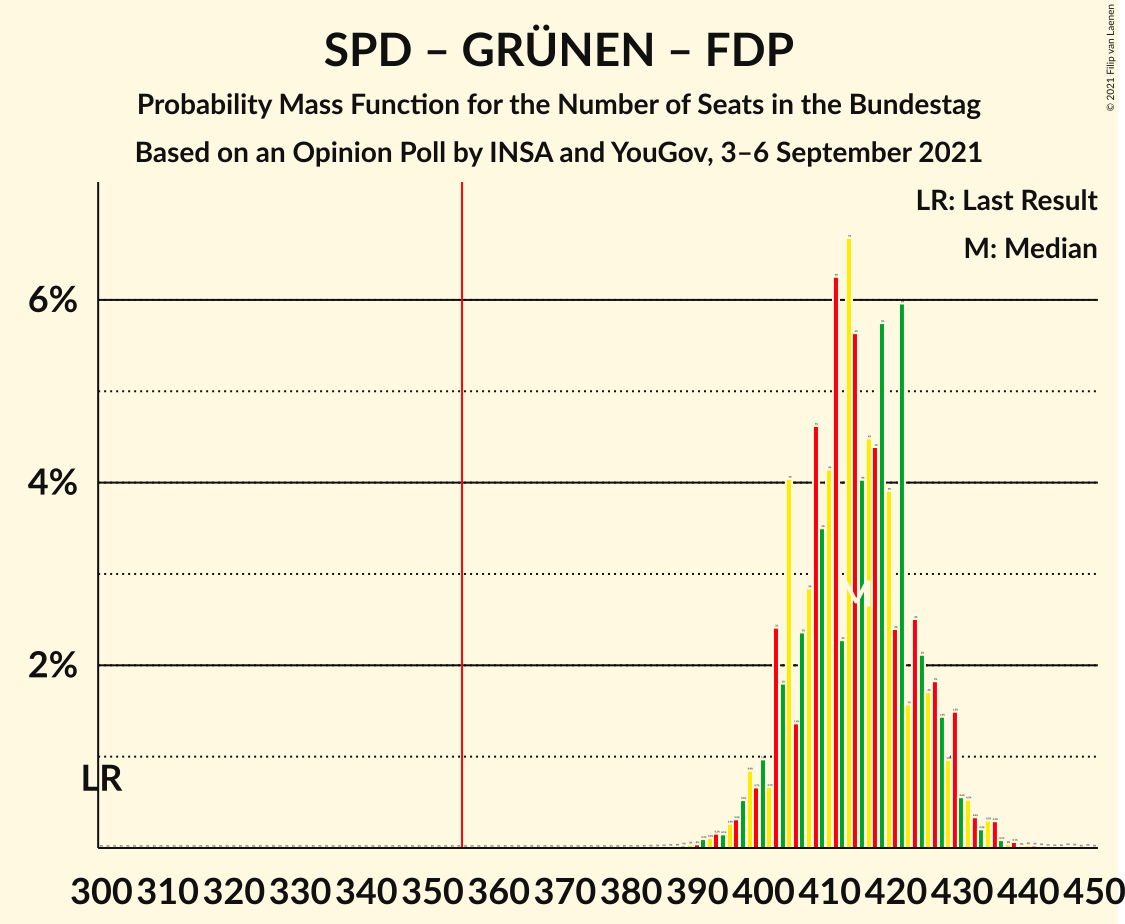 SPD – GRÜNEN – FDP
Probability Mass Function for the Number of Seats in the Bundestag
Based on an Opinion Poll by INSA and YouGov, 3–6 September 2021
© 2021 Filip van Laenen
LR: Last Result
M: Median
6%
4%
2%
M
LR
300 310 320 330 340 350 360 370 380 390 400 410 420 430 440 450